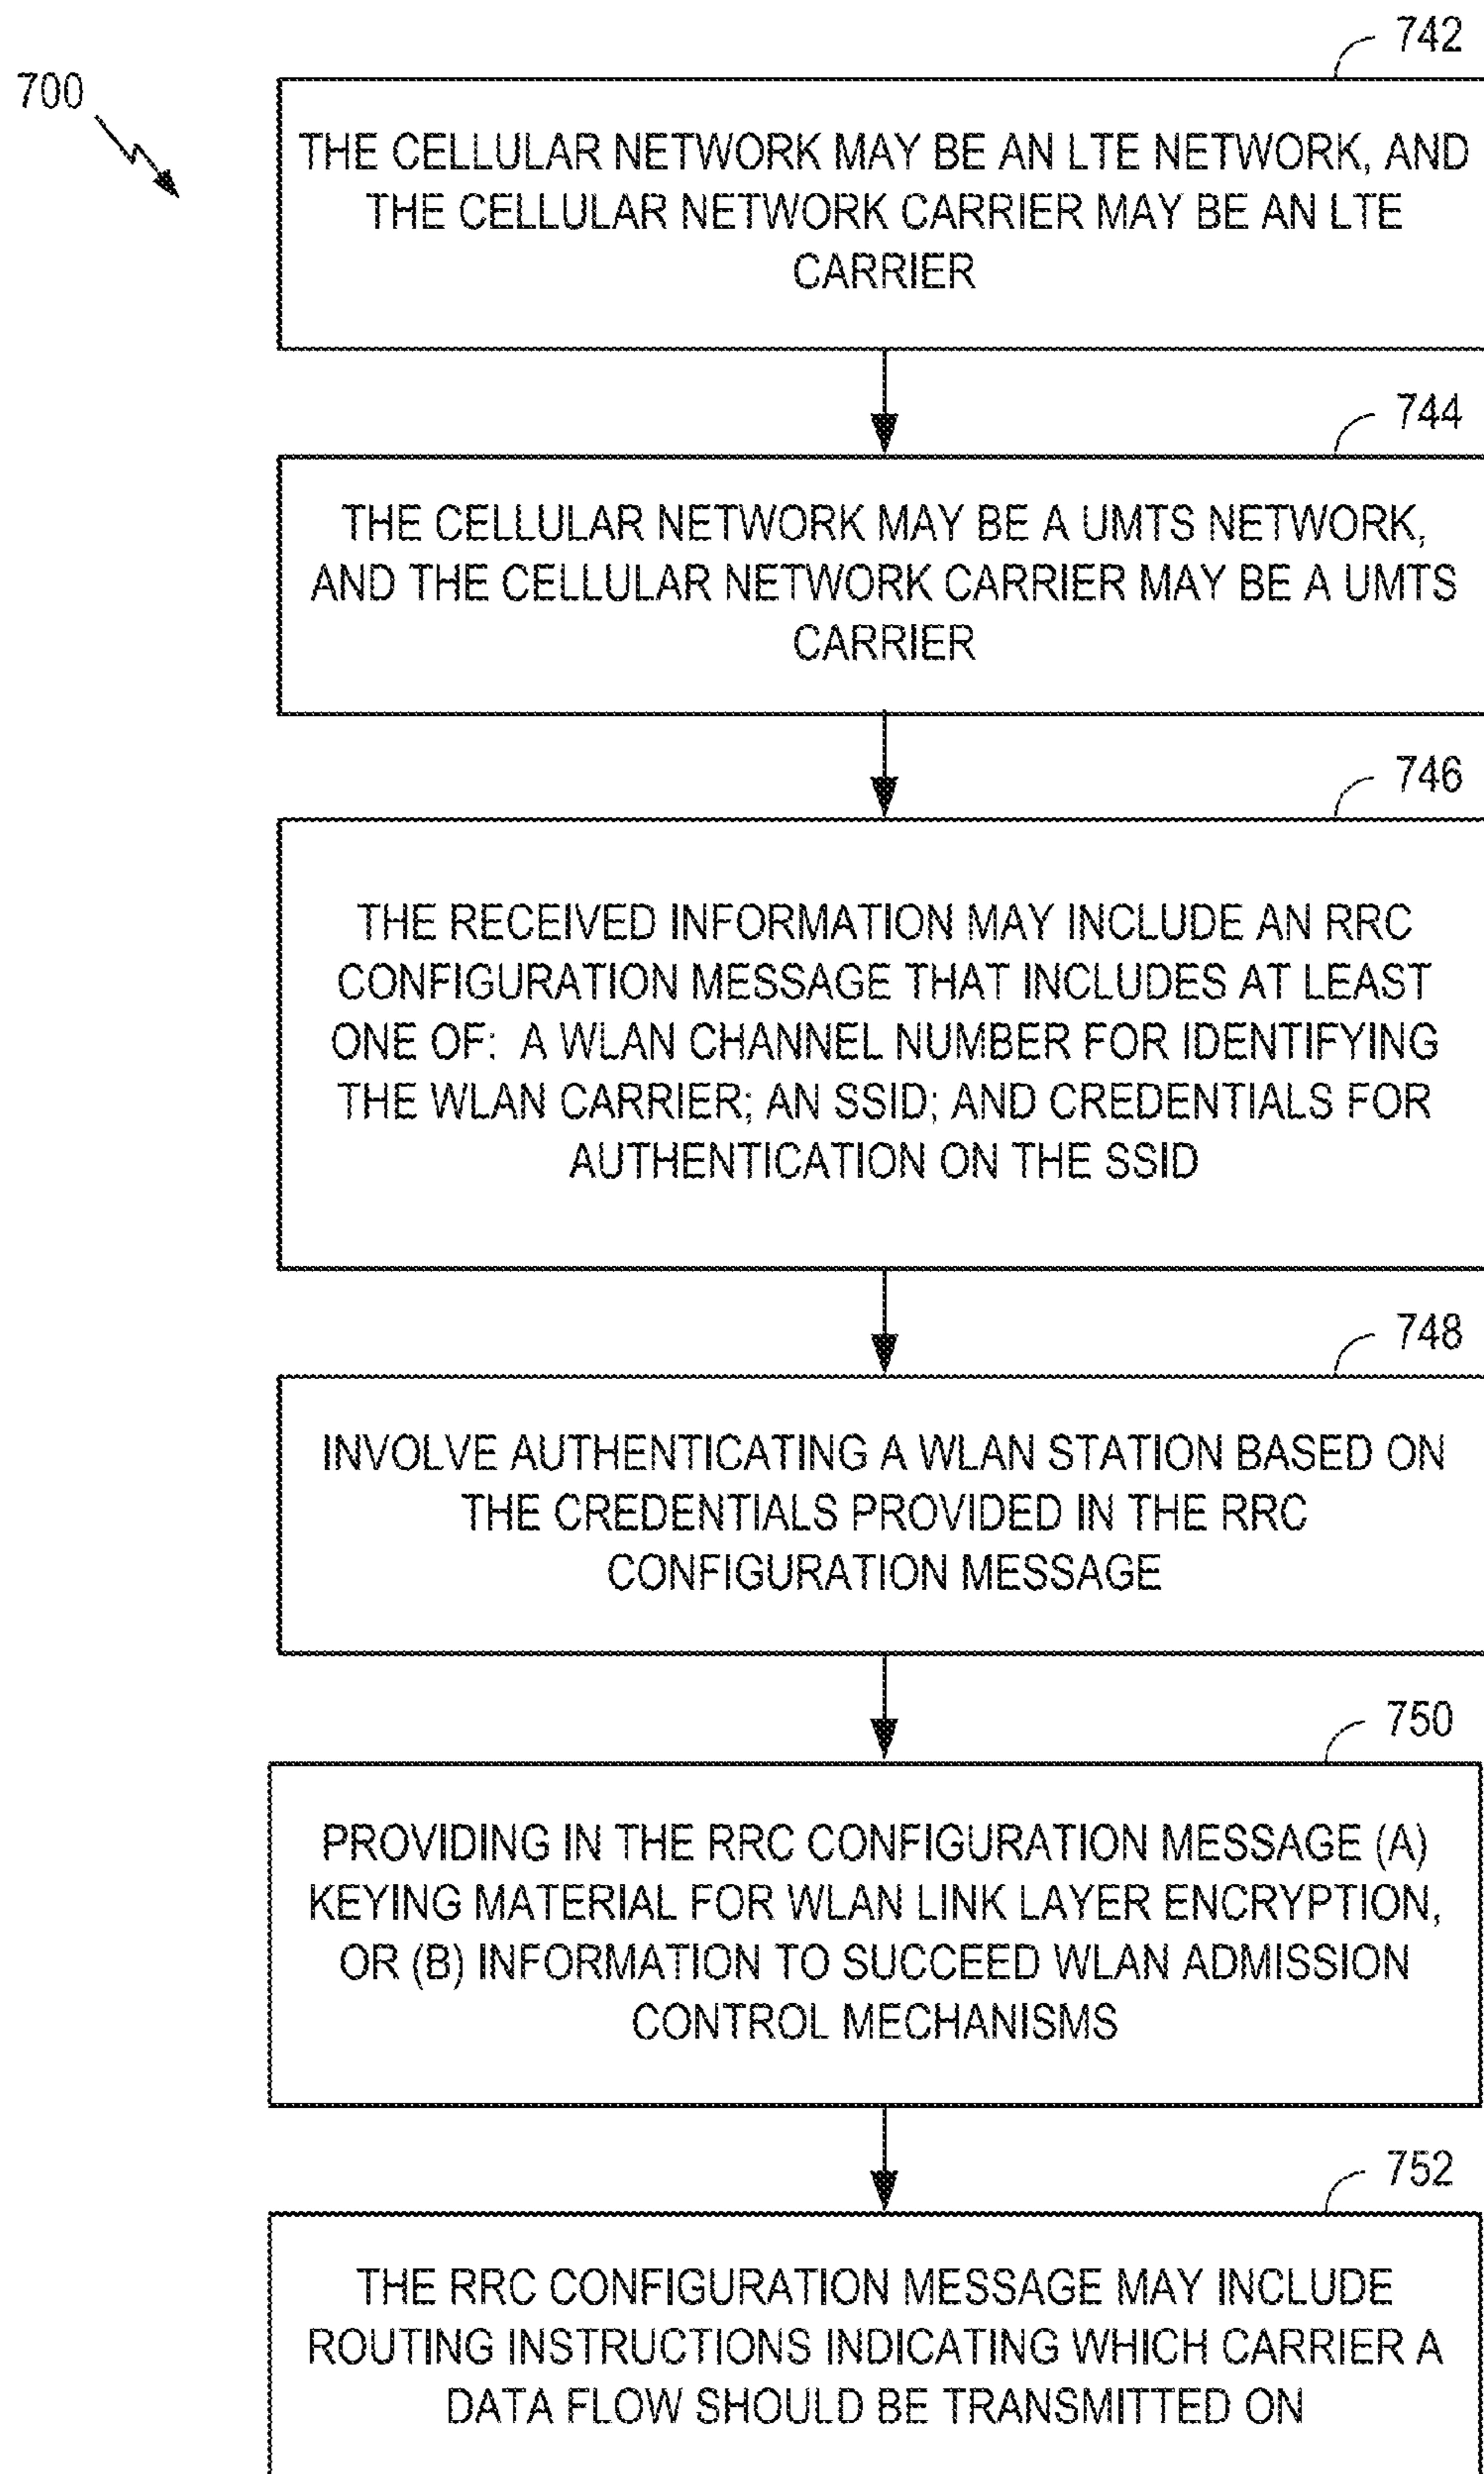 742
700
THE CELLULAR NETWORK MAY BE AN LTE NETWORK, AND
THE CELLULAR NETWORK CARRIER MAY BE AN LTE
CARRIER
744
THE CELLULAR NETWORK MAY BE A UMTS NETWORK,
AND THE CELLULAR NETWORK CARRIER MAY BE A UMTS
CARRIER
746
THE RECEIVED INFORMATION MAY INCLUDE AN RRC
CONFIGURATION MESSAGE THAT INCLUDES AT LEAST
ONE OF: A WLAN CHANNEL NUMBER FOR IDENTIFYING
THE WLAN CARRIER; AN SSID; AND CREDENTIALS FOR
AUTHENTICATION ON THE SSID
748
INVOLVE AUTHENTICATING A WLAN STATION BASED ON
THE CREDENTIALS PROVIDED IN THE RRC
CONFIGURATION MESSAGE
750
PROVIDING IN THE RRC CONFIGURATION MESSAGE (A)
KEYING MATERIAL FOR WLAN LINK LAYER ENCRYPTION,
OR (B) INFORMATION TO SUCCEED WLAN ADMISSION
CONTROL MECHANISMS
752
THE RRC CONFIGURATION MESSAGE MAY INCLUDE
ROUTING INSTRUCTIONS INDICATING WHICH CARRIER A
DATA FLOW SHOULD BE TRANSMITTED ON